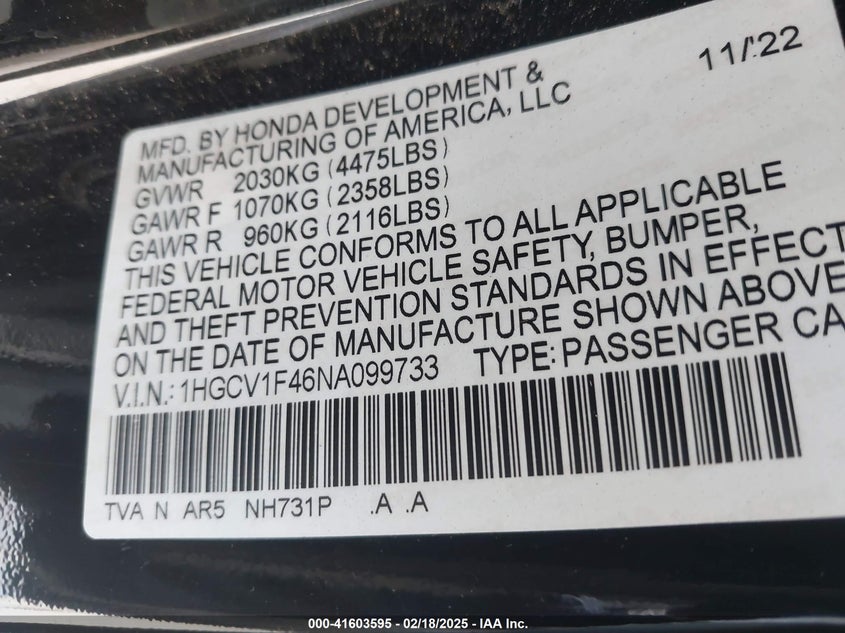 11/22
MFD. BY HONDA DEVELOPMENT &
MANUFACTURING OF AMERICA, LLC
GVWR 2030KG (4475LBS)
GAWR F 1070KG (2358LBS)
GAWR R 960KG (2116LBS)
THIS VEHICLE CONFORMS TO ALL APPLICABLE
FEDERAL MOTOR VEHICLE SAFETY, BUMPER,
AND THEFT PREVENTION STANDARDS IN EFFECT
ON THE DATE OF MANUFACTURE SHOWN ABOVE
V.I.N.: 1HGCV1F46NA099733 TYPE: PASSENGER CA
TVA N AR5 NH731P .A .A
000-41603595 - 02/18/2025 - IAA Inc.